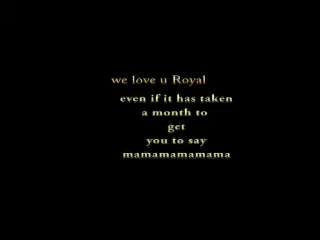 we love u Royal
even if it has taken
a month to
get
you to say
mamamamamama